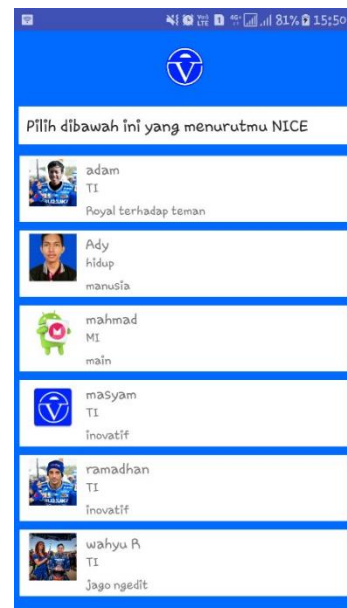 81% 15:50
Pilih dibawah ini yang menurutmu NICE
adam
TI
Royal terhadap teman
Ady
hidup
manusia
mahmad
MI
main
masyam
TI
inovatif
ramadhan
TI
inovatif
wahyu R
TI
jago ngedit